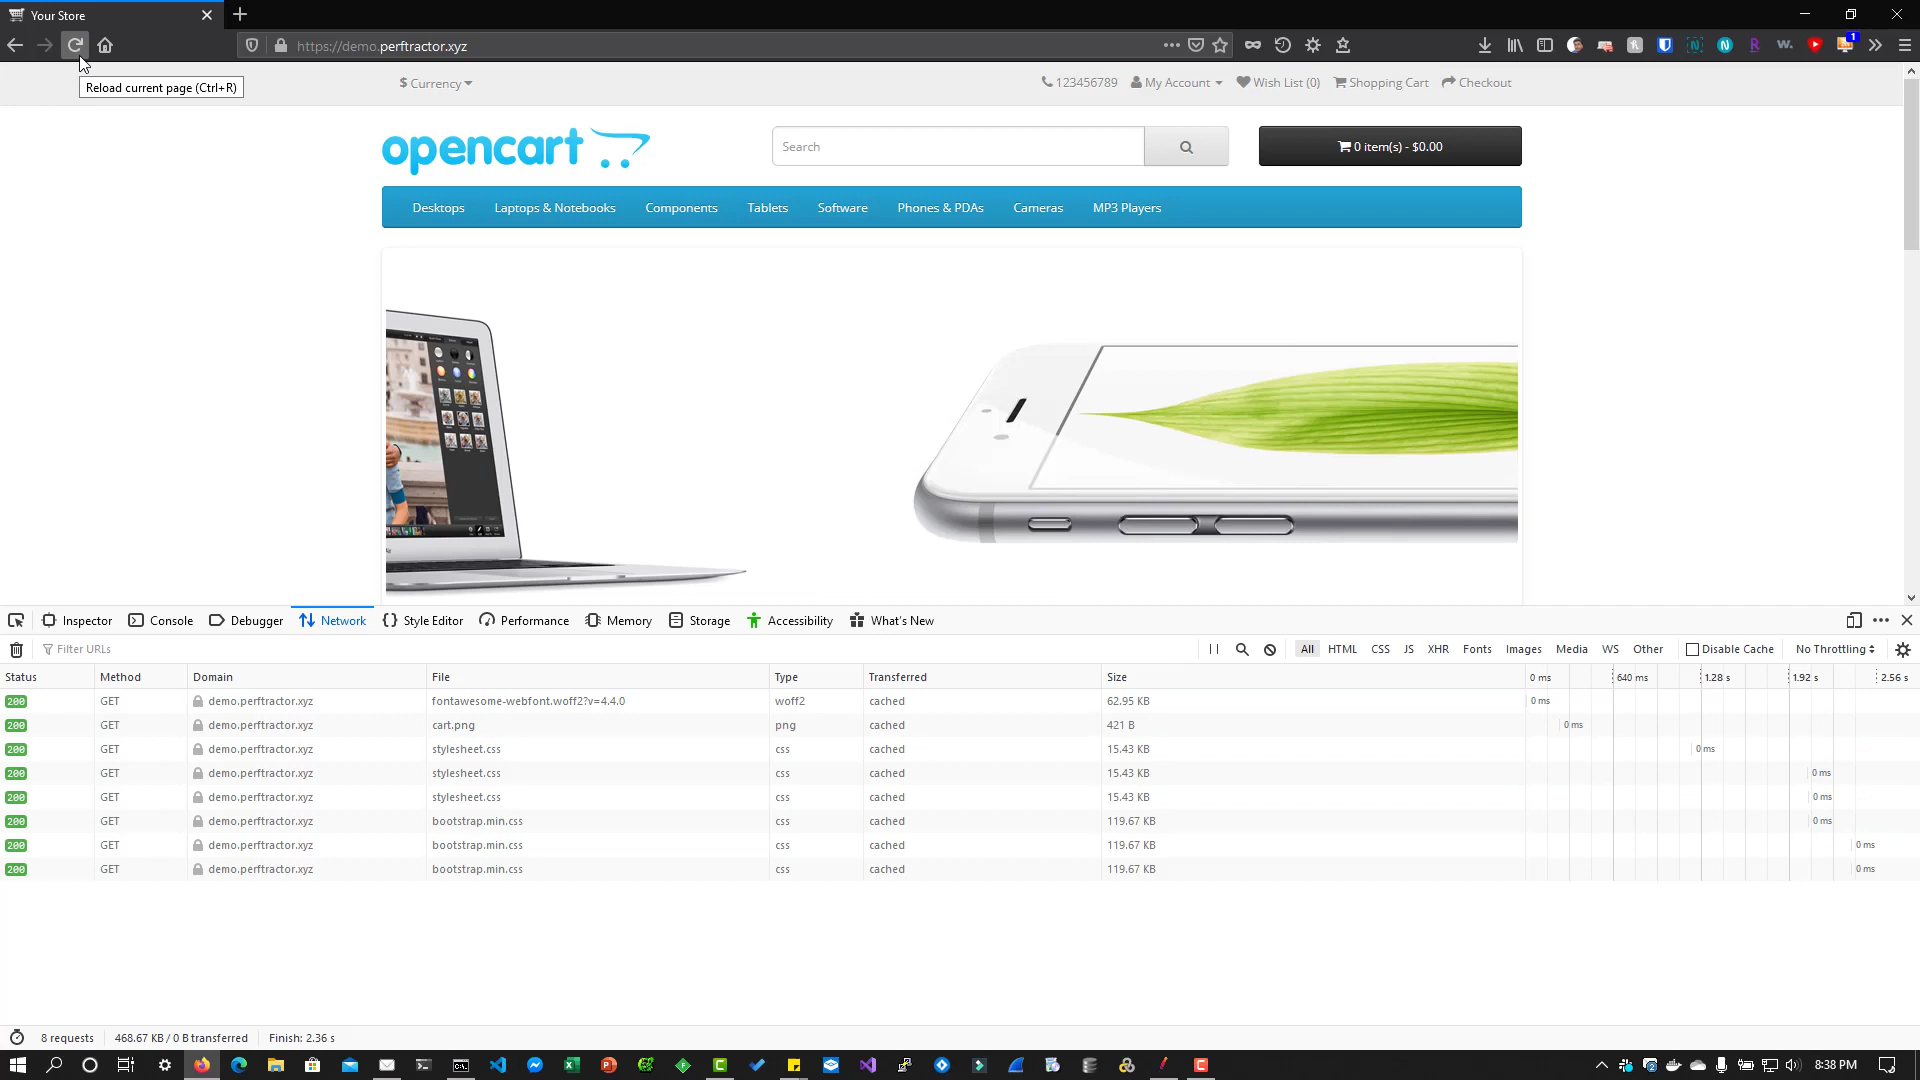 Your Store
https://demo.perftractor.xyz
1
Reload current page (Ctrl+R)
$ Currency
123456789 My Account Wish List (0) Shopping Cart Checkout
opencart
Search
0 item(s) - $0.00
Desktops Laptops & Notebooks Components Tablets Software Phones & PDAs Cameras MP3 Players
Inspector Console Debugger Network Style Editor Performance Memory Storage Accessibility What's New
Filter URLs All HTML CSS JS XHR Fonts Images Media WS Other Disable Cache No Throttling
Status Method Domain File Type Transferred Size 0 ms 640 ms 1.28 s 1.92 s 2.56 s
200 GET demo.perftractor.xyz fontawesome-webfont.woff2?v=4.4.0 woff2 cached 62.95 KB 0 ms
200 GET demo.perftractor.xyz cart.png png cached 421 B 0 ms
200 GET demo.perftractor.xyz stylesheet.css css cached 15.43 KB 0 ms
200 GET demo.perftractor.xyz stylesheet.css css cached 15.43 KB 0 ms
200 GET demo.perftractor.xyz stylesheet.css css cached 15.43 KB 0 ms
200 GET demo.perftractor.xyz bootstrap.min.css css cached 119.67 KB 0 ms
200 GET demo.perftractor.xyz bootstrap.min.css css cached 119.67 KB 0 ms
200 GET demo.perftractor.xyz bootstrap.min.css css cached 119.67 KB 0 ms
8 requests 468.67 KB / 0 B transferred Finish: 2.36 s
8:38 PM